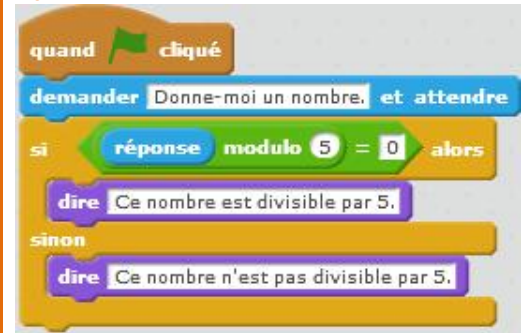 quand cliqué
demander Donne-moi un nombre. et attendre
si réponse modulo 5 = 0 alors
dire Ce nombre est divisible par 5.
sinon
dire Ce nombre n'est pas divisible par 5.